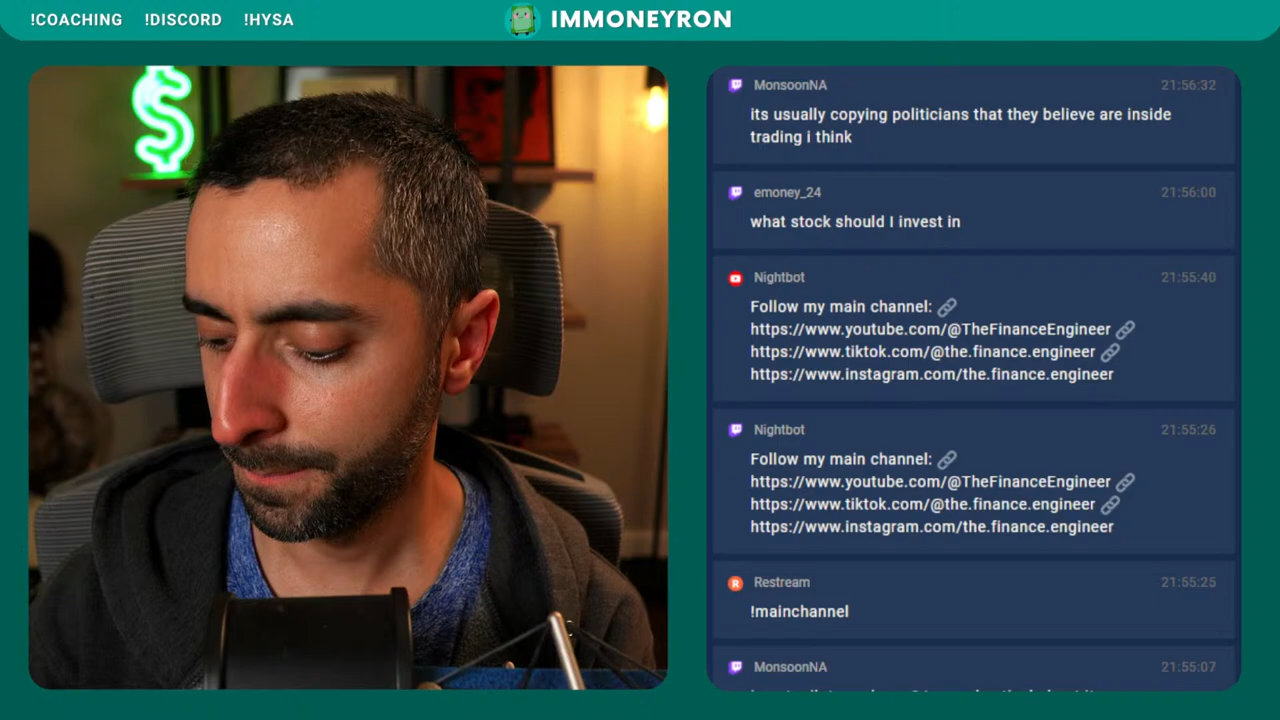 !COACHING !DISCORD !HYSA
IMMONEYRON
MonsoonNA 21:56:32
its usually copying politicians that they believe are inside
trading i think
emoney_24 21:56:00
what stock should I invest in
Nightbot 21:55:40
Follow my main channel: 🔗
https://www.youtube.com/@TheFinanceEngineer 🔗
https://www.tiktok.com/@the.finance.engineer 🔗
https://www.instagram.com/the.finance.engineer
Nightbot 21:55:26
Follow my main channel: 🔗
https://www.youtube.com/@TheFinanceEngineer 🔗
https://www.tiktok.com/@the.finance.engineer 🔗
https://www.instagram.com/the.finance.engineer
R Restream 21:55:25
!mainchannel
MonsoonNA 21:55:07